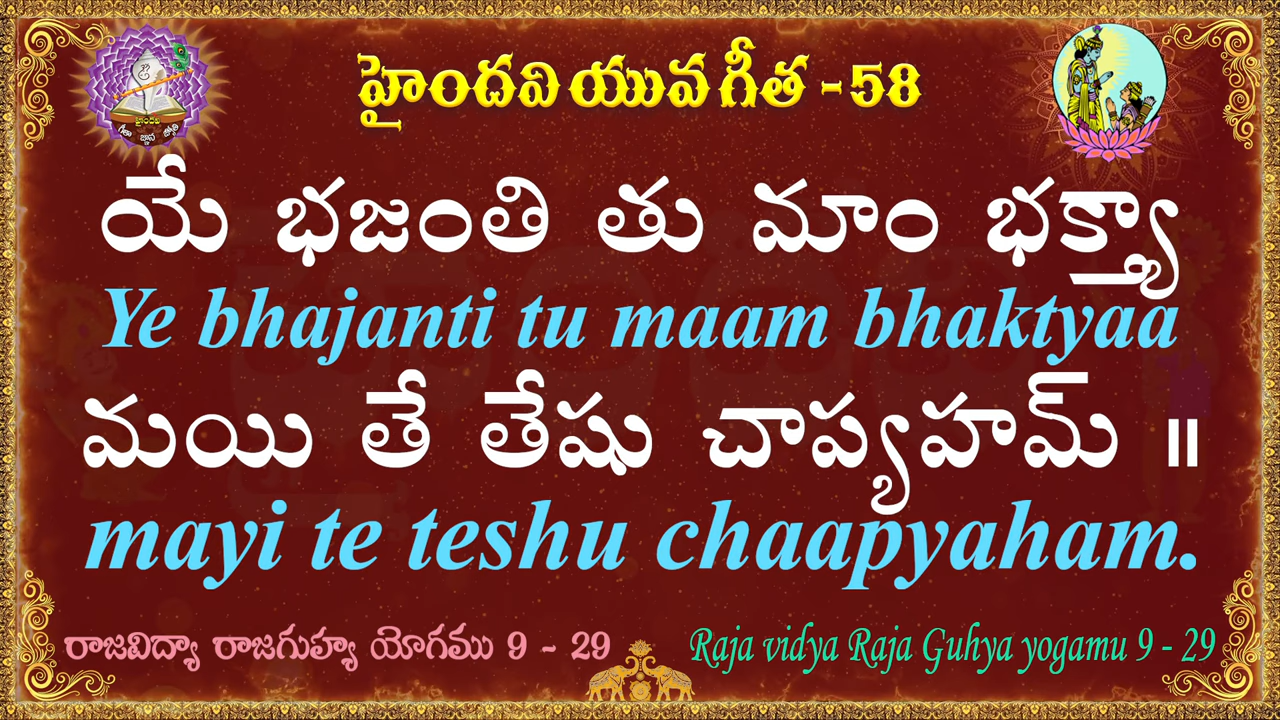 హైందవి యువ గీత - 58
యే భజంతి తు మాం భక్త్యా
Ye bhajanti tu maam bhaktyaa
మయి తే తేషు చాప్యహమ్ ॥
mayi te teshu chaapyaham.
రాజవిద్యా రాజగుహ్య యోగము 9 - 29
Raja vidya Raja Guhya yogamu 9 - 29
హైందవి
గీతా జ్ఞాన జ్యోతి